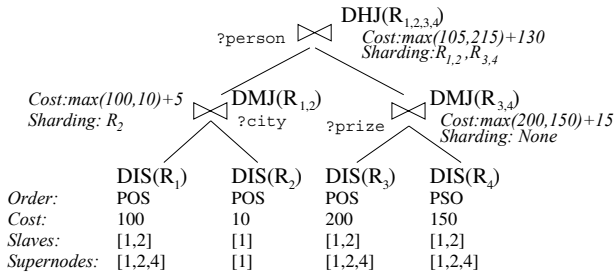 DHJ(R1,2,3,4)
?person
Cost:max(105,215)+130
Sharding:R1,2 ,R3,4
Cost:max(100,10)+5
Sharding: R2
DMJ(R1,2)
?city
DMJ(R3,4)
?prize
Cost:max(200,150)+15
Sharding: None
DIS(R1) DIS(R2) DIS(R3) DIS(R4)
Order: POS POS POS PSO
Cost: 100 10 200 150
Slaves: [1,2] [1] [1,2] [1,2]
Supernodes: [1,2,4] [1] [1,2,4] [1,2,4]